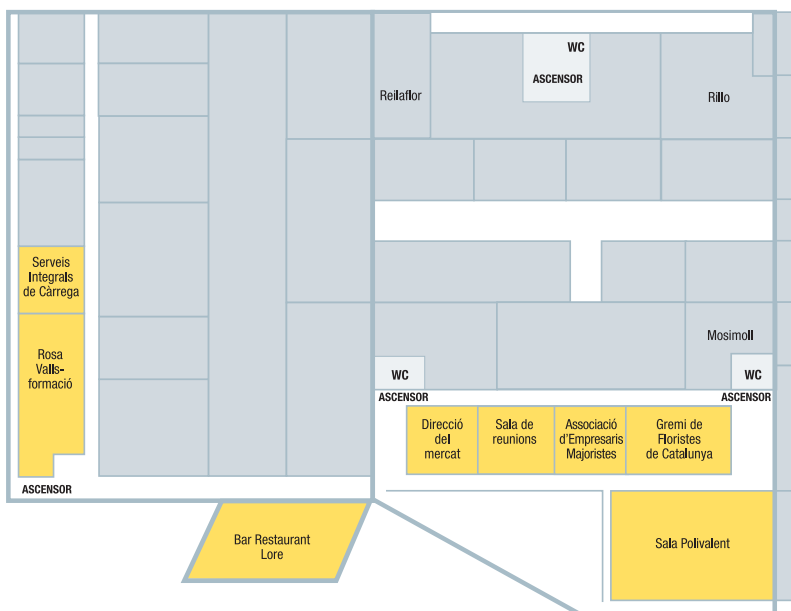 WC
ASCENSOR
Reilaflor
Rillo
Serveis
Integrals
de Càrrega
Rosa
Valls-
formació
ASCENSOR
Mosimoll
WC
ASCENSOR
WC
ASCENSOR
Direcció
del
mercat
Sala de
reunions
Associació
d'Empresaris
Majoristes
Gremi de
Floristes
de Catalunya
Bar Restaurant
Lore
Sala Polivalent